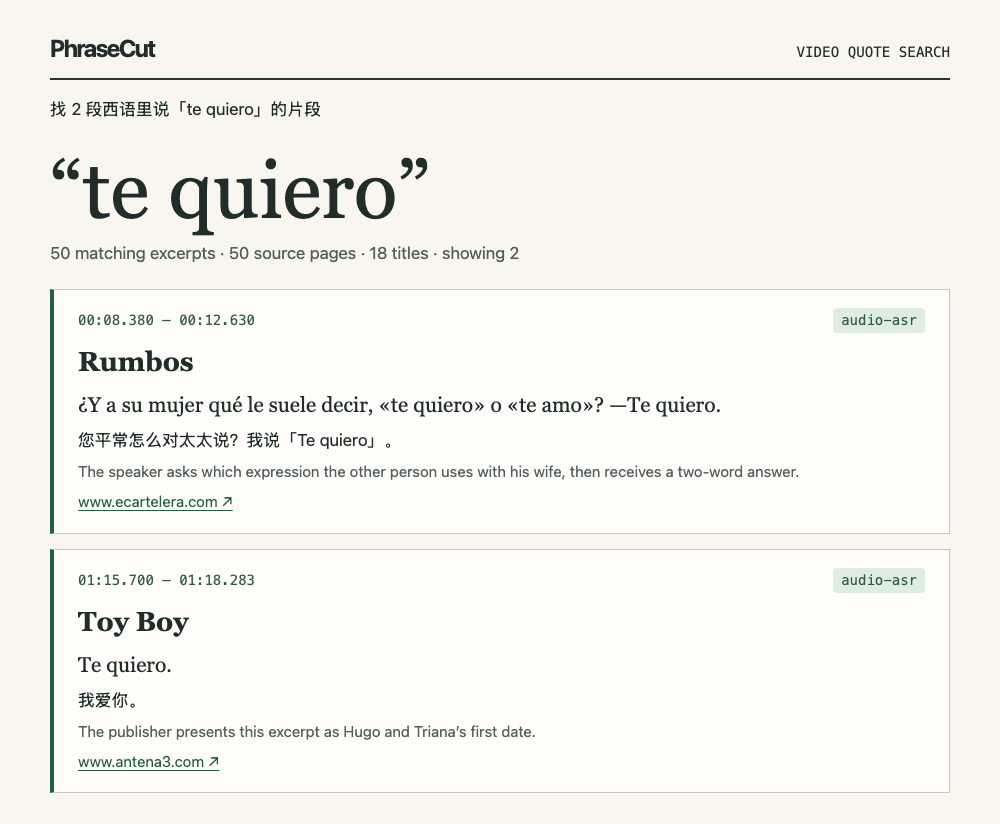 PhraseCut
VIDEO QUOTE SEARCH
找 2 段西语里说「te quiero」的片段
“te quiero”
50 matching excerpts · 50 source pages · 18 titles · showing 2
00:08.380 — 00:12.630
audio-asr
Rumbos
¿Y a su mujer qué le suele decir, «te quiero» o «te amo»? —Te quiero.
您平常怎么对太太说？我说「Te quiero」。
The speaker asks which expression the other person uses with his wife, then receives a two-word answer.
www.ecartelera.com ↗
01:15.700 — 01:18.283
audio-asr
Toy Boy
Te quiero.
我爱你。
The publisher presents this excerpt as Hugo and Triana’s first date.
www.antena3.com ↗